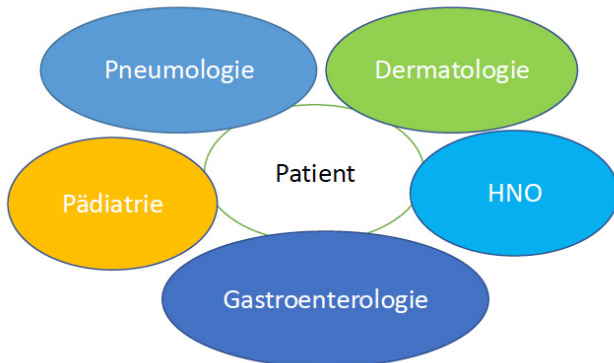 Pneumologie
Dermatologie
Patient
Pädiatrie
HNO
Gastroenterologie